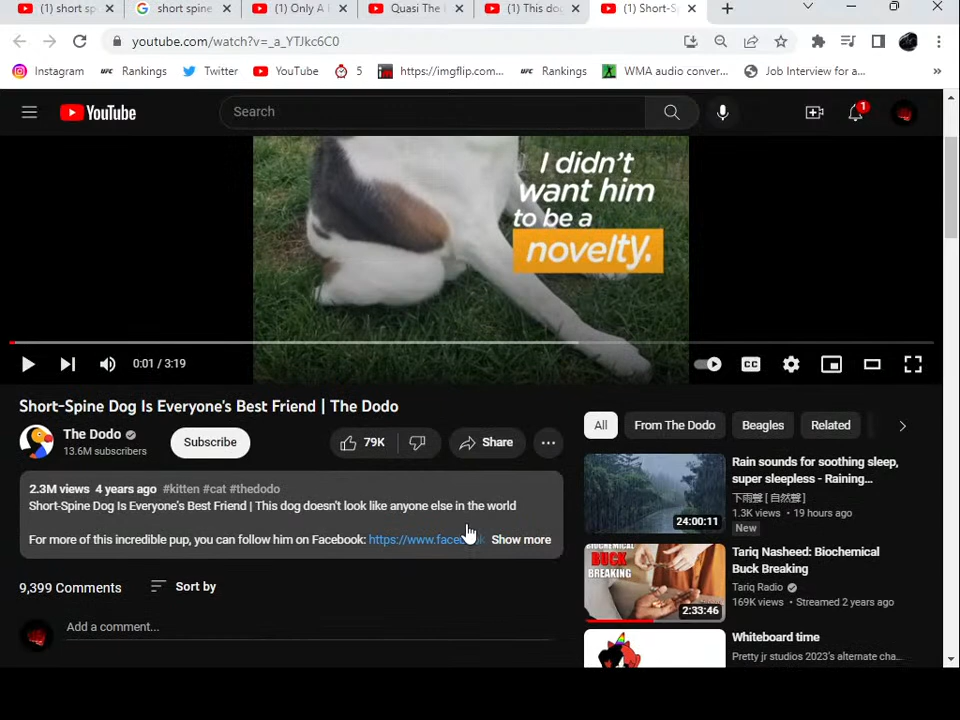 (1) short sp
short spine
(1) Only A
Quasi The
(1) This do
(1) Short-S
youtube.com/watch?v=_a_YTJkc6C0
Instagram
UFC Rankings
Twitter
YouTube
5
https://imgflip.com...
UFC Rankings
WMA audio conver...
Job Interview for a...
»
YouTube
Search
1
I didn't
want him
to be a
novelty.
0:01 / 3:19
CC
Short-Spine Dog Is Everyone's Best Friend | The Dodo
The Dodo
13.6M subscribers
Subscribe
79K
Share
2.3M views 4 years ago #kitten #cat #thedodo
Short-Spine Dog Is Everyone's Best Friend | This dog doesn't look like anyone else in the world
For more of this incredible pup, you can follow him on Facebook: https://www.face
Show more
9,399 Comments
Sort by
Add a comment...
All
From The Dodo
Beagles
Related
Rain sounds for soothing sleep,
super sleepless - Raining...
下雨聲 [ 自然聲 ]
1.3K views • 19 hours ago
New
24:00:11
BIOCHEMICAL
BUCK
BREAKING
2:33:46
Tariq Nasheed: Biochemical
Buck Breaking
Tariq Radio
169K views • Streamed 2 years ago
Whiteboard time
Pretty jr studios 2023's alternate cha...